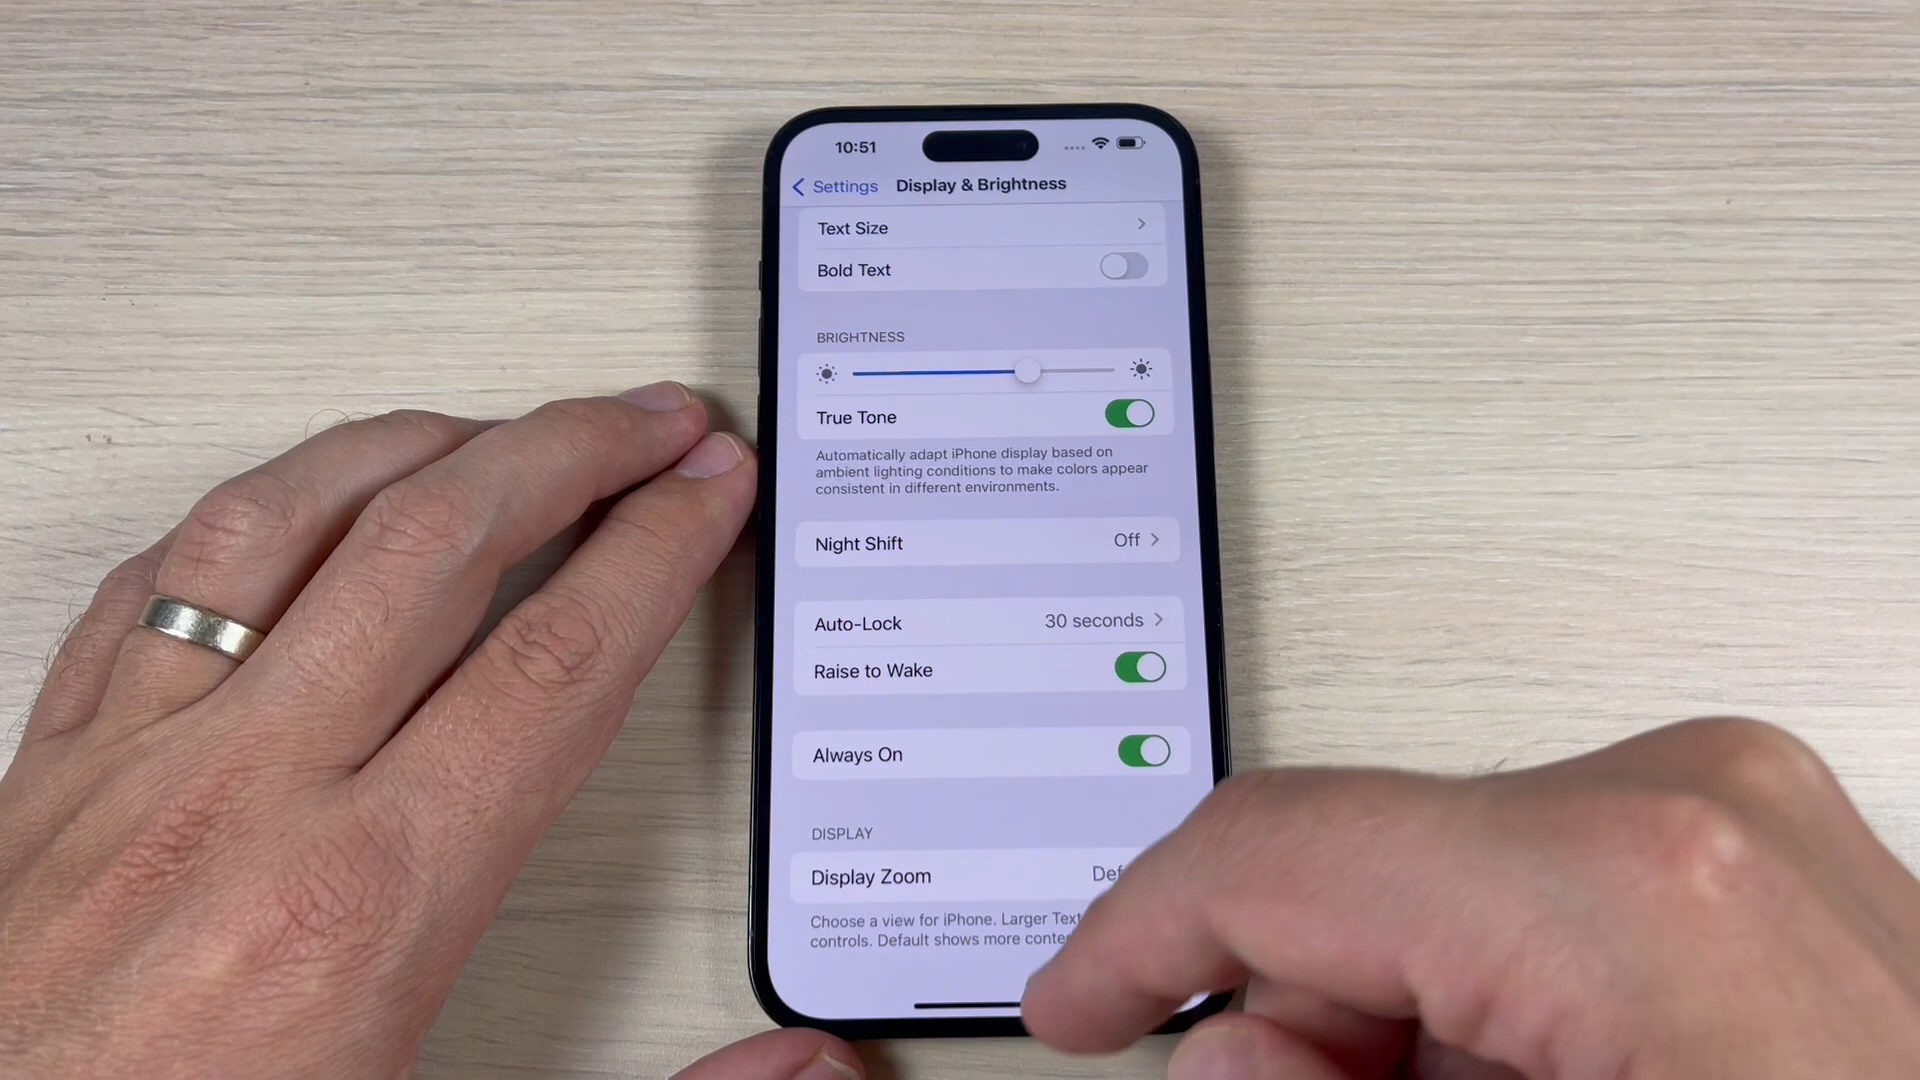 10:51
Settings Display & Brightness
Text Size
Bold Text
BRIGHTNESS
True Tone
Automatically adapt iPhone display based on
ambient lighting conditions to make colors appear
consistent in different environments.
Night Shift Off
Auto-Lock 30 seconds
Raise to Wake
Always On
DISPLAY
Display Zoom Def
Choose a view for iPhone. Larger Text
controls. Default shows more conte